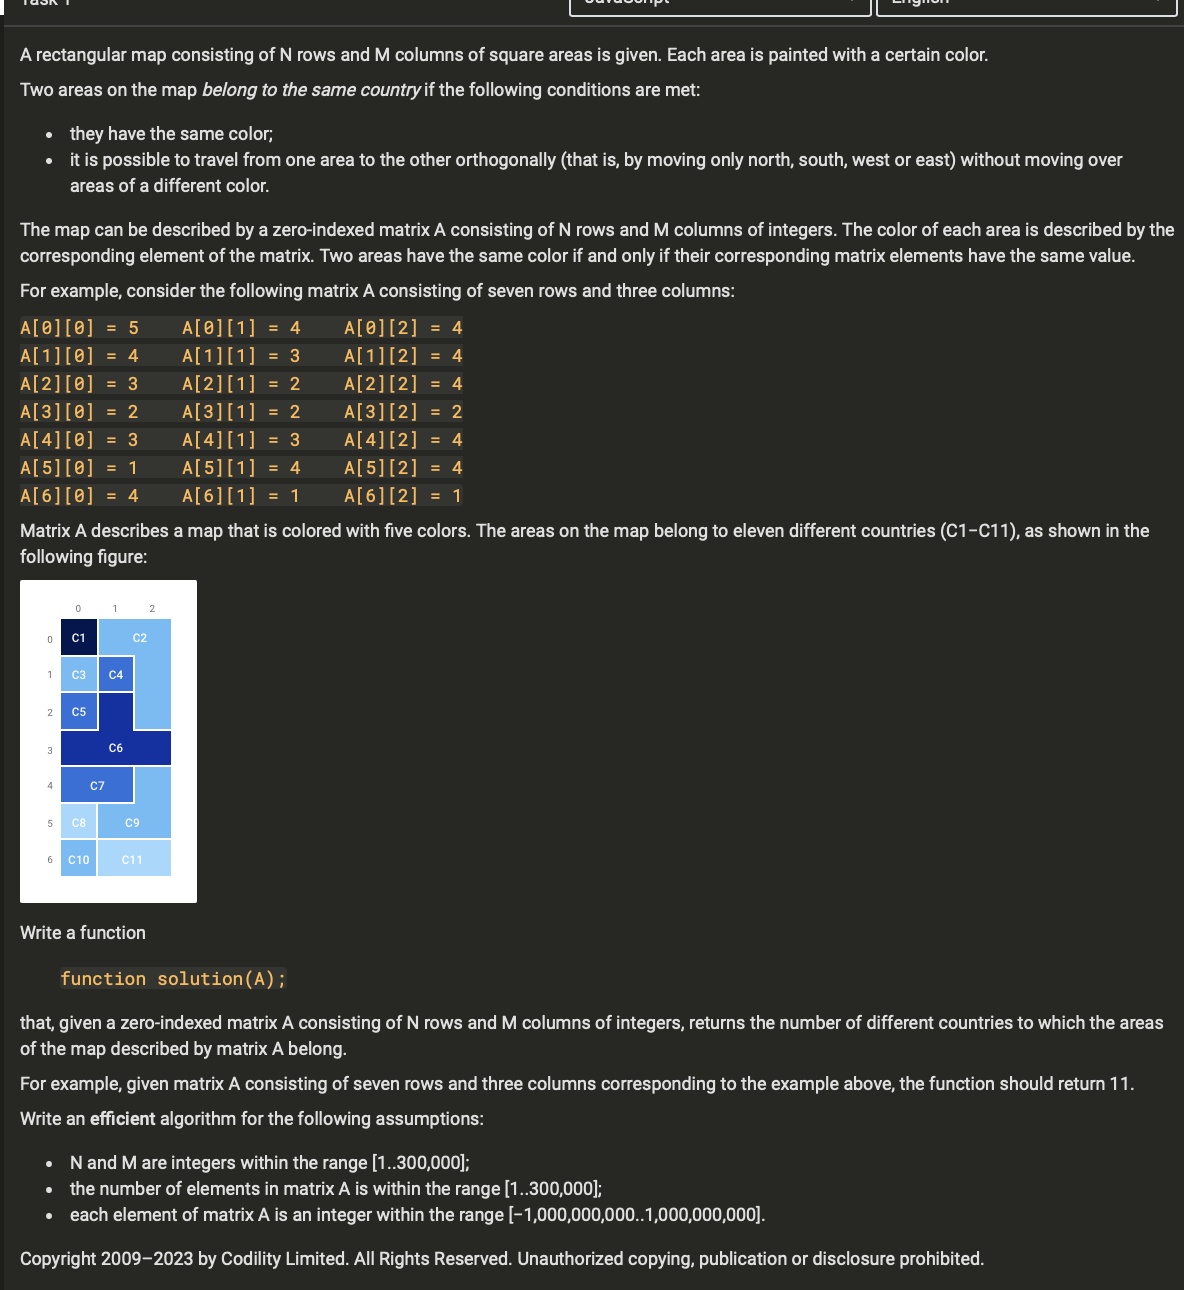 Task 1
JavaScript English
A rectangular map consisting of N rows and M columns of square areas is given. Each area is painted with a certain color.
Two areas on the map belong to the same country if the following conditions are met:
• they have the same color;
• it is possible to travel from one area to the other orthogonally (that is, by moving only north, south, west or east) without moving over
areas of a different color.
The map can be described by a zero-indexed matrix A consisting of N rows and M columns of integers. The color of each area is described by the
corresponding element of the matrix. Two areas have the same color if and only if their corresponding matrix elements have the same value.
For example, consider the following matrix A consisting of seven rows and three columns:
A[0][0] = 5 A[0][1] = 4 A[0][2] = 4
A[1][0] = 4 A[1][1] = 3 A[1][2] = 4
A[2][0] = 3 A[2][1] = 2 A[2][2] = 4
A[3][0] = 2 A[3][1] = 2 A[3][2] = 2
A[4][0] = 3 A[4][1] = 3 A[4][2] = 4
A[5][0] = 1 A[5][1] = 4 A[5][2] = 4
A[6][0] = 4 A[6][1] = 1 A[6][2] = 1
Matrix A describes a map that is colored with five colors. The areas on the map belong to eleven different countries (C1−C11), as shown in the
following figure:
0 1 2
0 C1 C2
1 C3 C4
2 C5
3 C6
4 C7
5 C8 C9
6 C10 C11
Write a function
function solution(A);
that, given a zero-indexed matrix A consisting of N rows and M columns of integers, returns the number of different countries to which the areas
of the map described by matrix A belong.
For example, given matrix A consisting of seven rows and three columns corresponding to the example above, the function should return 11.
Write an efficient algorithm for the following assumptions:
• N and M are integers within the range [1..300,000];
• the number of elements in matrix A is within the range [1..300,000];
• each element of matrix A is an integer within the range [−1,000,000,000..1,000,000,000].
Copyright 2009–2023 by Codility Limited. All Rights Reserved. Unauthorized copying, publication or disclosure prohibited.